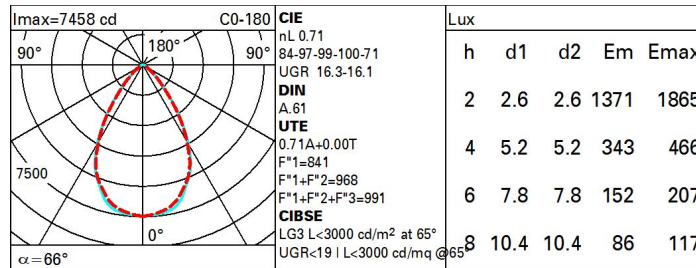 Imax=7458 cd C0-180
90° 180° 90°
7500
0°
α=66°
CIE
nL 0.71
84-97-99-100-71
UGR 16.3-16.1
DIN
A.61
UTE
0.71A+0.00T
F"1=841
F"1+F"2=968
F"1+F"2+F"3=991
CIBSE
LG3 L<3000 cd/m² at 65°
UGR<19 | L<3000 cd/mq @65°
Lux
h d1 d2 Em Emax
2 2.6 2.6 1371 1865
4 5.2 5.2 343 466
6 7.8 7.8 152 207
8 10.4 10.4 86 117